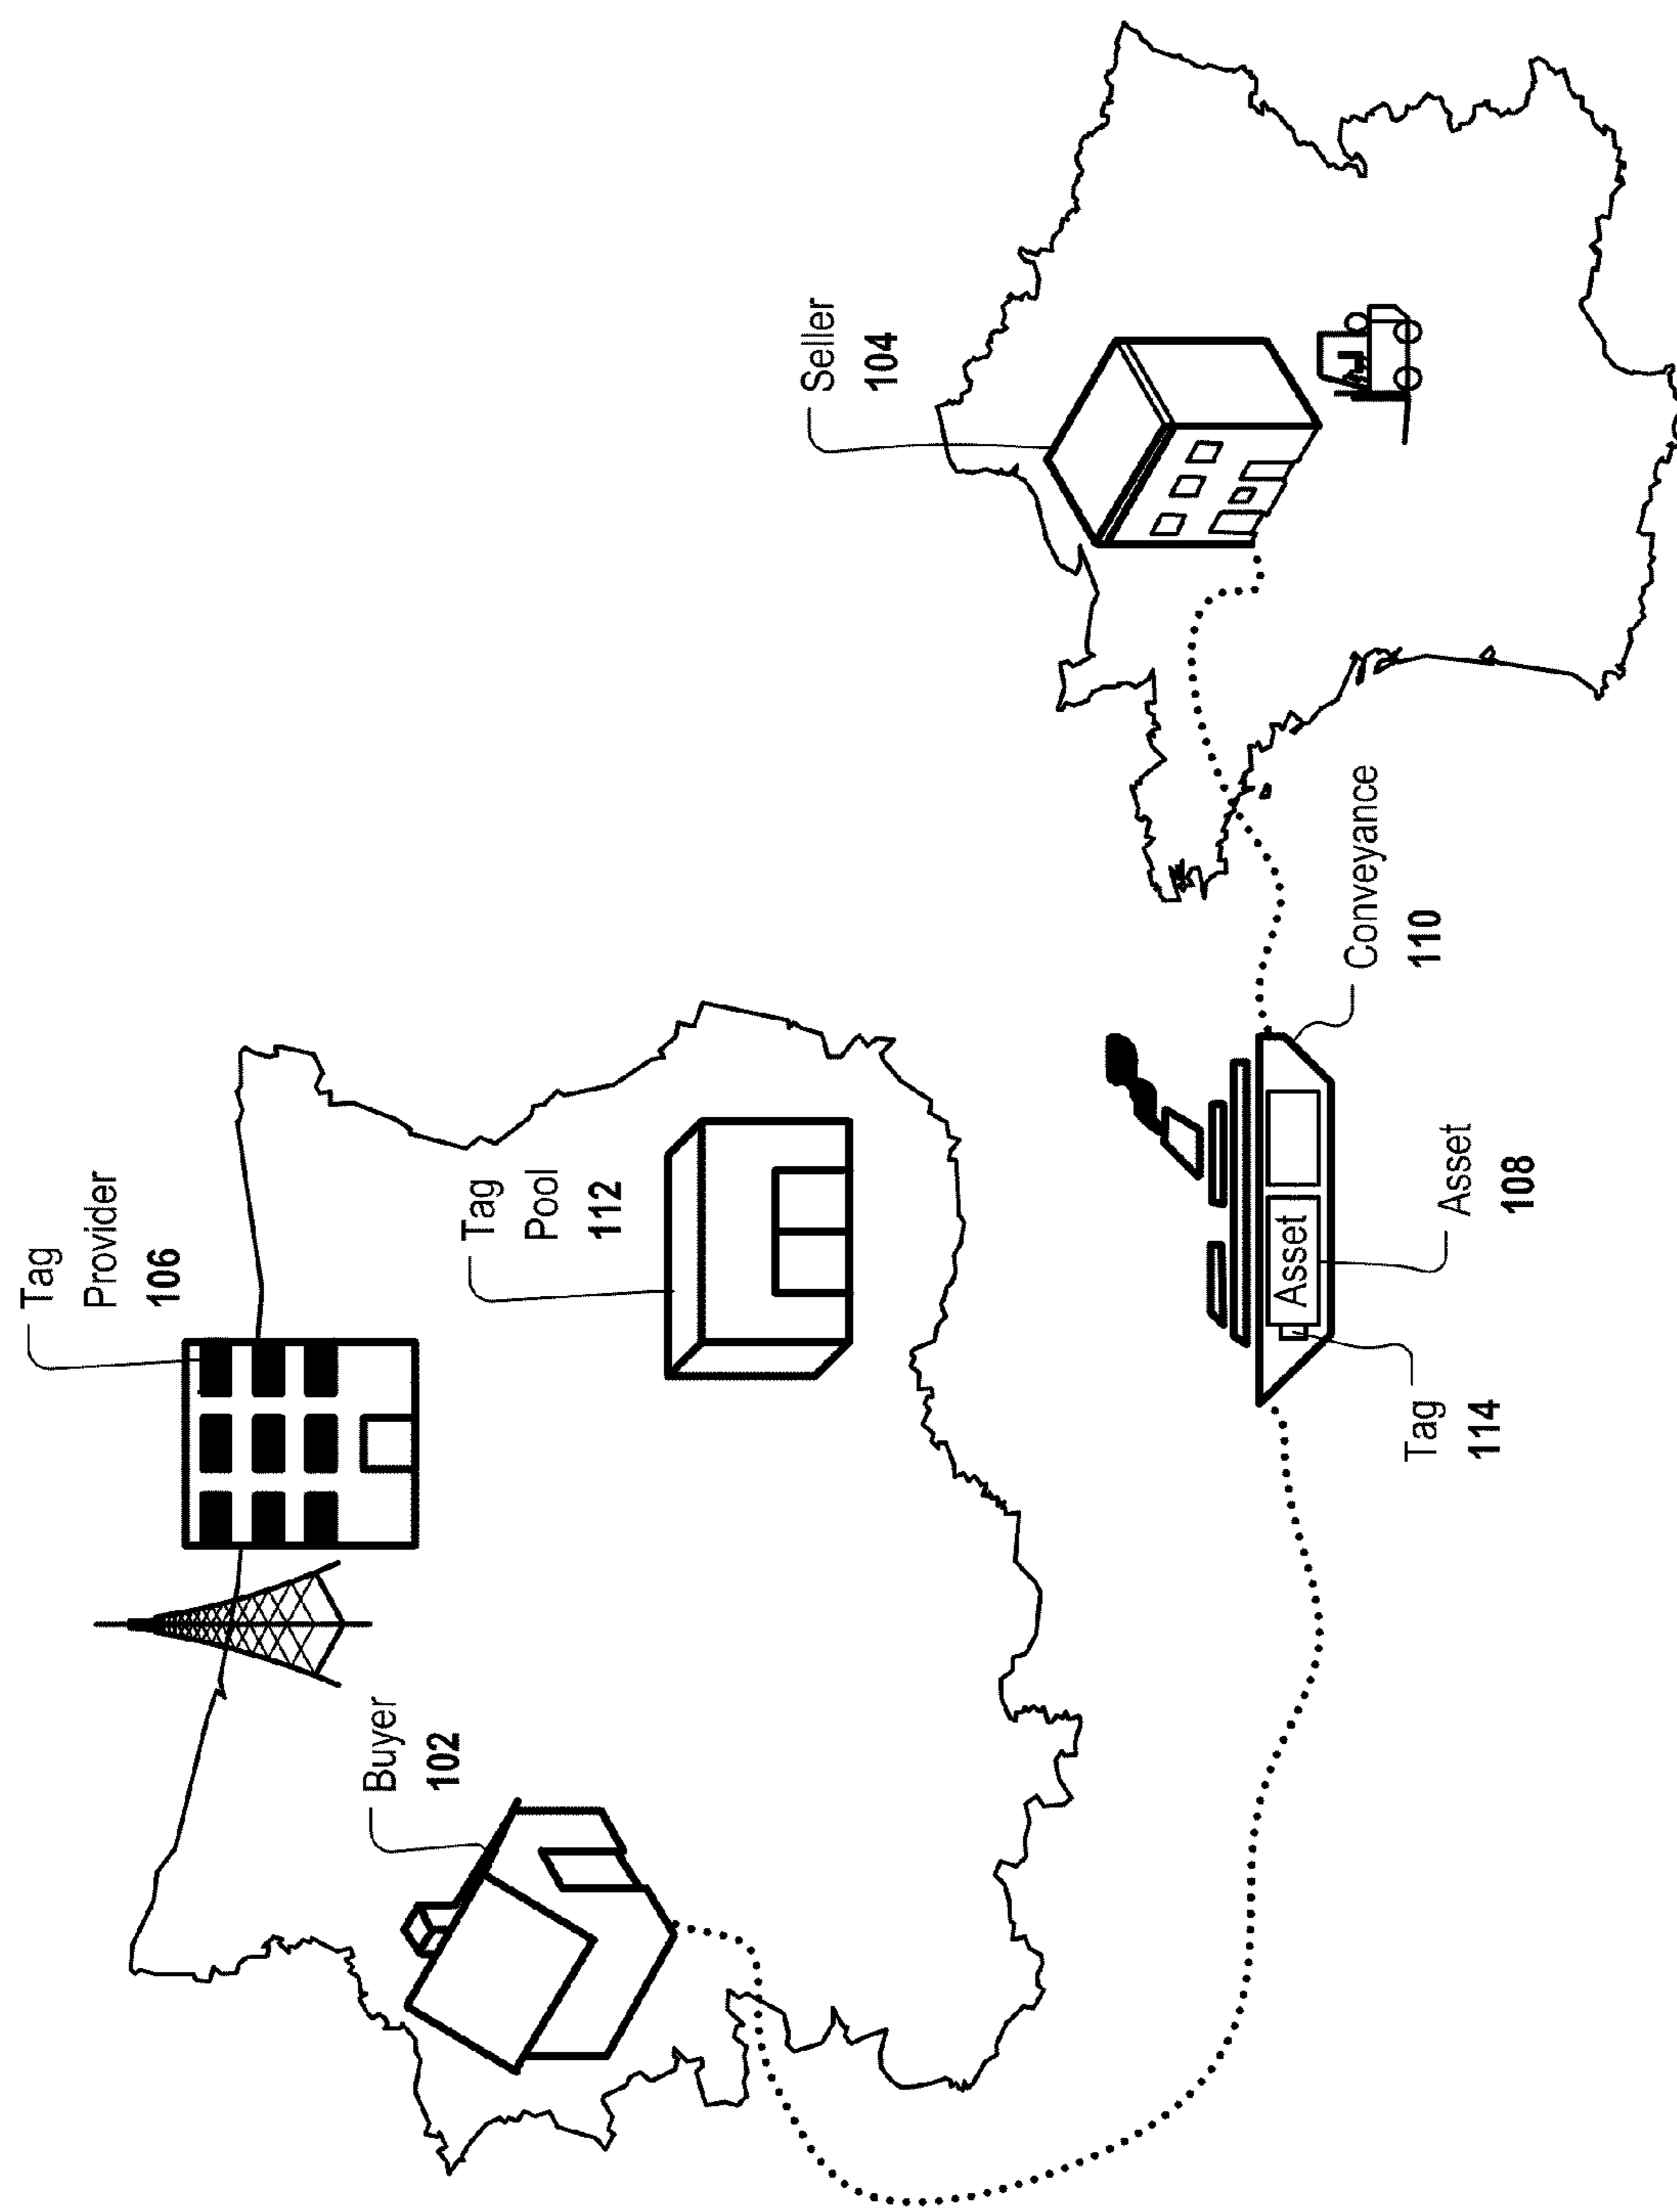 Tag
Provider
106
Tag
Pool
112
Buyer
102
Seller
104
Asset
Conveyance
110
Tag
114
Asset
108